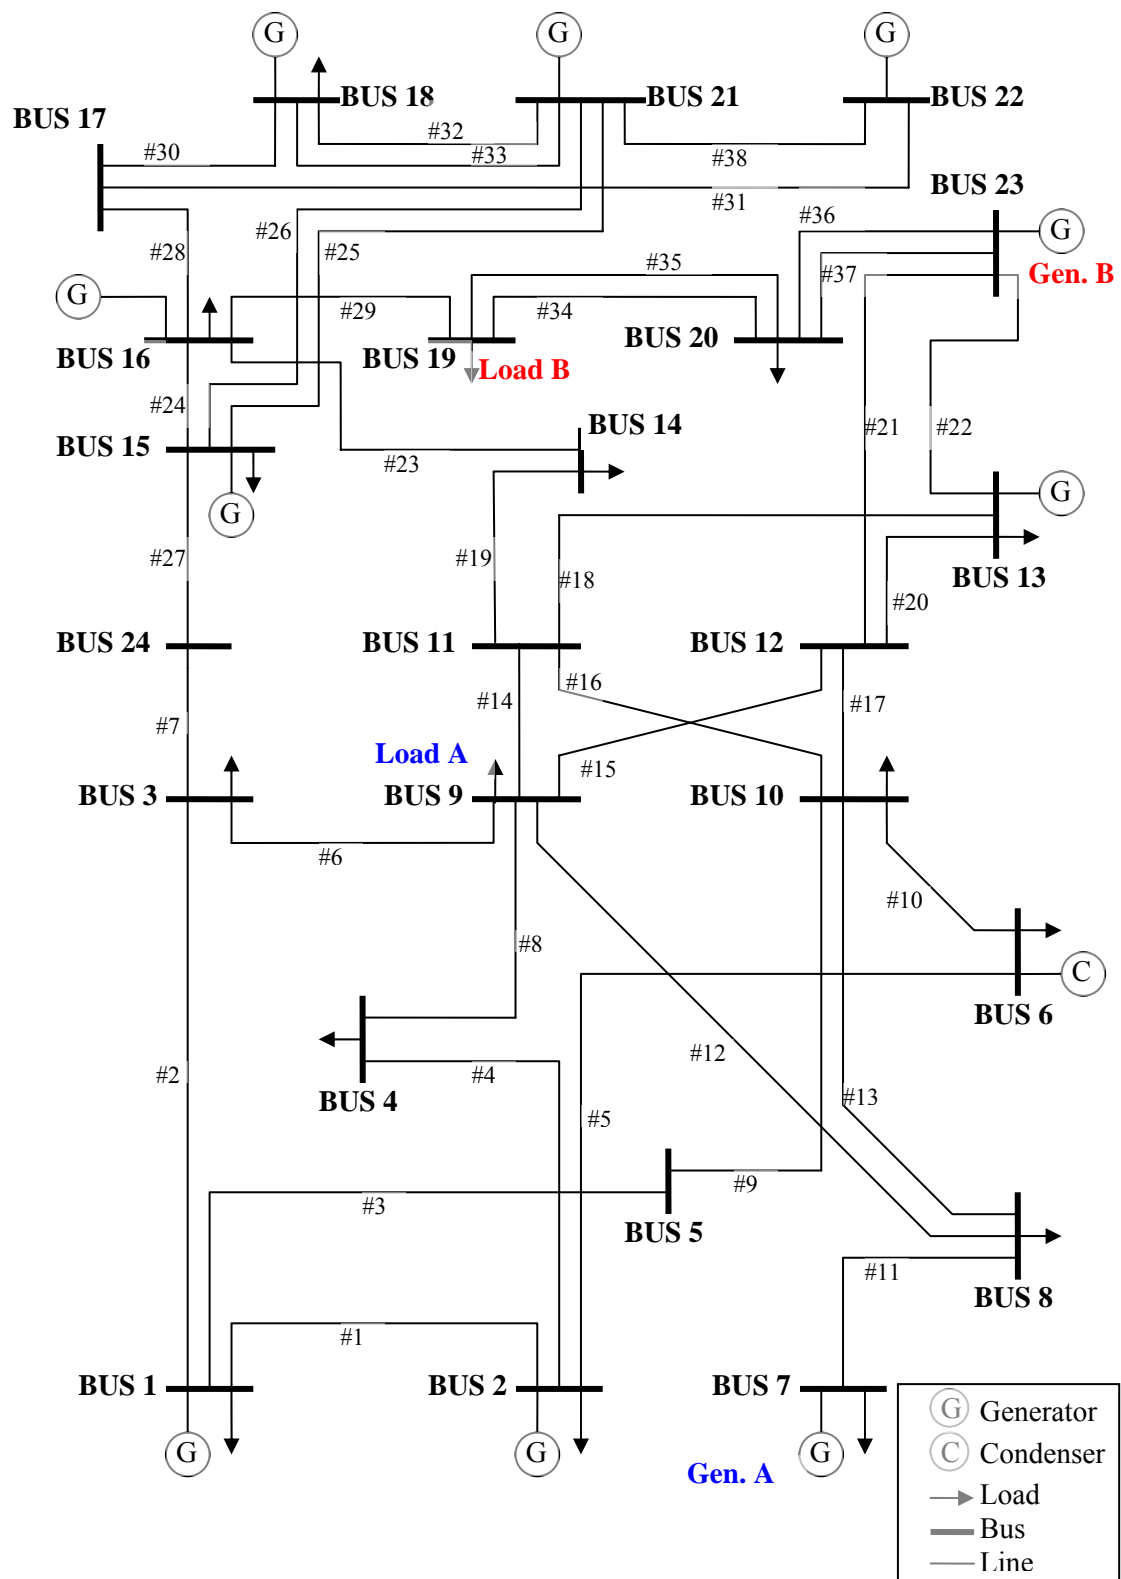 G
G
G
BUS 18
BUS 21
BUS 22
BUS 17
#32
#30
#33
#38
BUS 23
#31
#36
#26
#28
#25
#35
#37
G
Gen. B
G
#29
#34
BUS 16
BUS 19
Load B
BUS 20
#24
BUS 14
#21
#22
BUS 15
#23
G
G
#27
#19
#18
BUS 13
#20
BUS 24
BUS 11
BUS 12
#16
#14
#17
#7
Load A
#15
BUS 3
BUS 9
BUS 10
#6
#10
#8
C
BUS 6
#12
#2
#4
#13
BUS 4
#5
#9
#3
BUS 5
#11
BUS 8
#1
BUS 1
BUS 2
BUS 7
G
G
G
Gen. A
G Generator
C Condenser
Load
Bus
Line